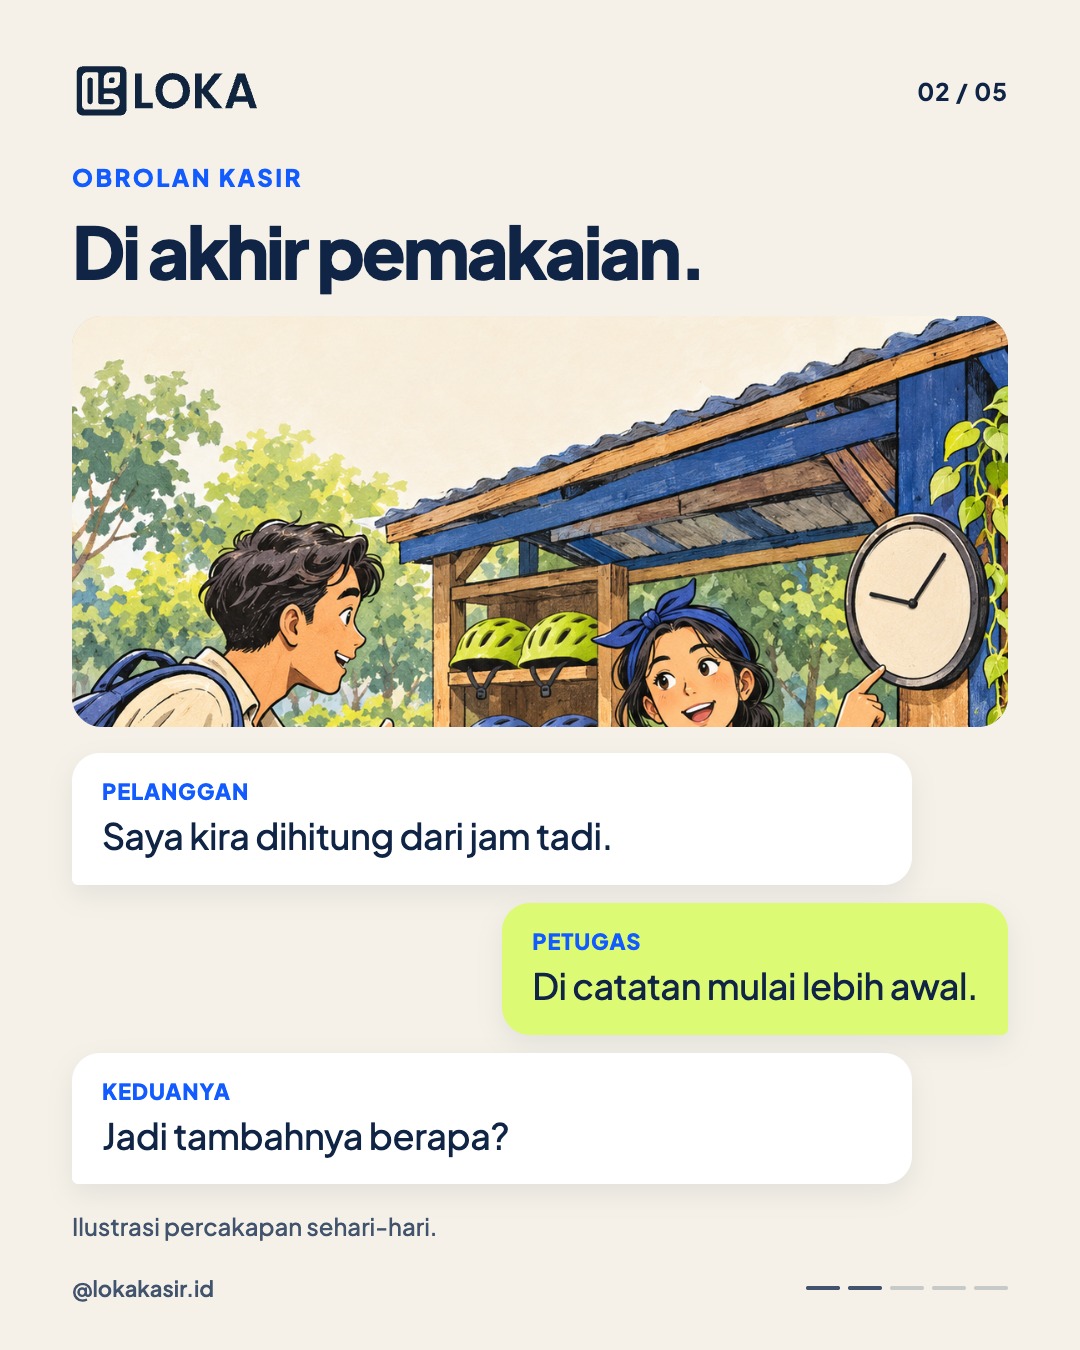 LOKA
02 / 05
OBROLAN KASIR
Di akhir pemakaian.
PELANGGAN
Saya kira dihitung dari jam tadi.
PETUGAS
Di catatan mulai lebih awal.
KEDUANYA
Jadi tambahnya berapa?
Ilustrasi percakapan sehari-hari.
@lokakasir.id